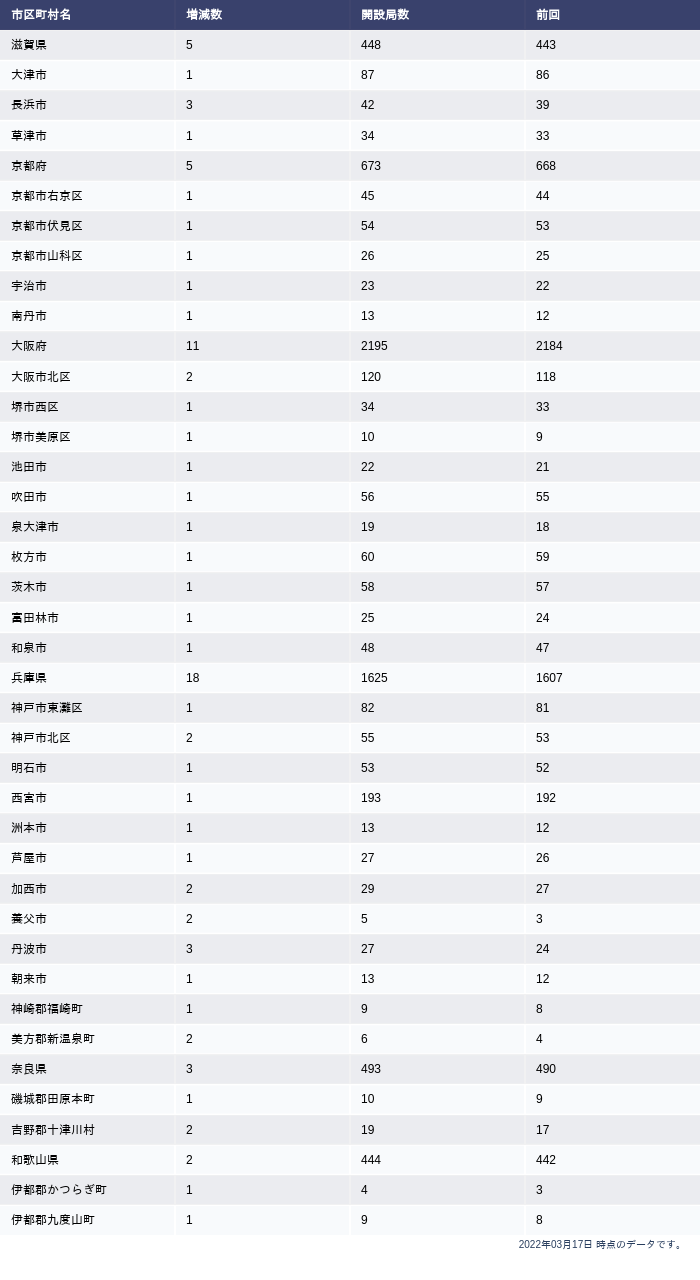 市区町村名 増減数 開設局数 前回
滋賀県 5 448 443
大津市 1 87 86
長浜市 3 42 39
草津市 1 34 33
京都府 5 673 668
京都市右京区 1 45 44
京都市伏見区 1 54 53
京都市山科区 1 26 25
宇治市 1 23 22
南丹市 1 13 12
大阪府 11 2195 2184
大阪市北区 2 120 118
堺市西区 1 34 33
堺市美原区 1 10 9
池田市 1 22 21
吹田市 1 56 55
泉大津市 1 19 18
枚方市 1 60 59
茨木市 1 58 57
富田林市 1 25 24
和泉市 1 48 47
兵庫県 18 1625 1607
神戸市東灘区 1 82 81
神戸市北区 2 55 53
明石市 1 53 52
西宮市 1 193 192
洲本市 1 13 12
芦屋市 1 27 26
加西市 2 29 27
養父市 2 5 3
丹波市 3 27 24
朝来市 1 13 12
神崎郡福崎町 1 9 8
美方郡新温泉町 2 6 4
奈良県 3 493 490
磯城郡田原本町 1 10 9
吉野郡十津川村 2 19 17
和歌山県 2 444 442
伊都郡かつらぎ町 1 4 3
伊都郡九度山町 1 9 8
2022年03月17日 時点のデータです。